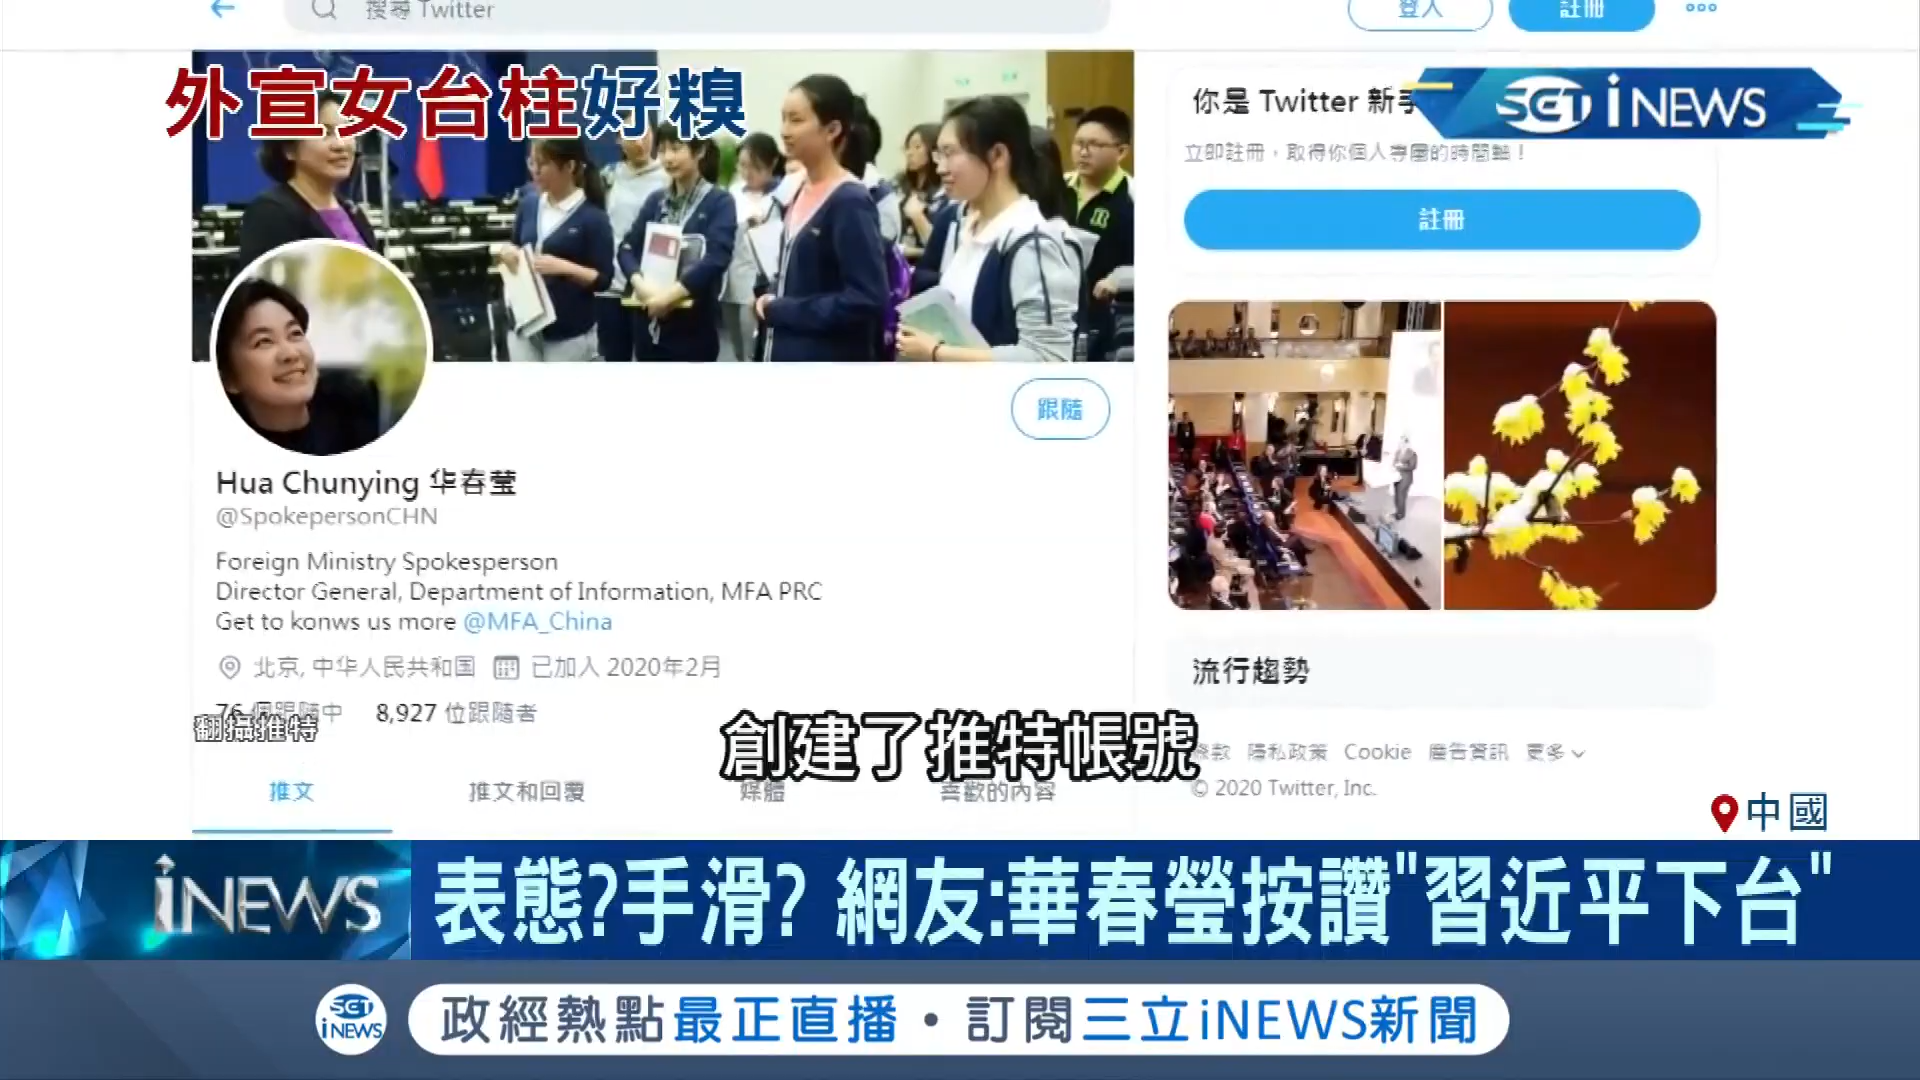 搜尋 Twitter
登入
註冊
外宣女台柱好糗
你是 Twitter 新手
SET iNEWS
立即註冊，取得你個人專屬的時間軸！
註冊
跟隨
Hua Chunying 华春莹
@SpokepersonCHN
Foreign Ministry Spokesperson
Director General, Department of Information, MFA PRC
Get to konws us more @MFA_China
北京, 中华人民共和国 已加入 2020年2月
76 個跟隨中 8,927 位跟隨者
翻攝推特
流行趨勢
創建了推特帳號
條款 隱私政策 Cookie 廣告資訊 更多
© 2020 Twitter, Inc.
推文 推文和回覆 媒體 喜歡的內容
中國
iNEWS
表態?手滑? 網友:華春瑩按讚"習近平下台"
SET iNEWS
政經熱點最正直播・訂閱三立iNEWS新聞